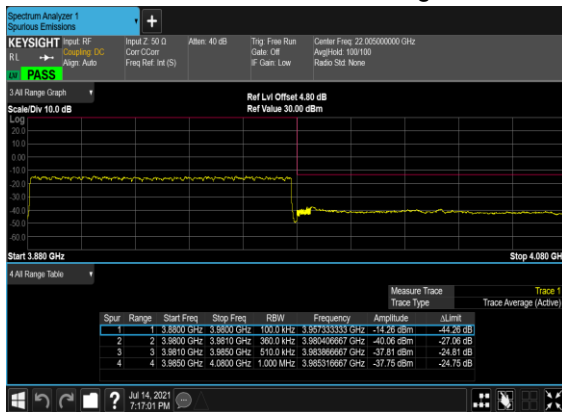 Spectrum Analyzer 1
Spurious Emissions
KEYSIGHT Input: RF Input Z: 50 Ω Atten: 40 dB Trig: Free Run Center Freq: 22.005000000 GHz
RL Coupling: DC Corr CCorr Gate: Off Avg|Hold: 100/100
Align: Auto Freq Ref: Int (S) IF Gain: Low Radio Std: None
PASS
3 All Range Graph
Ref Lvl Offset 4.80 dB
Scale/Div 10.0 dB Ref Value 30.00 dBm
Log
20.0
10.0
0.00
-10.0
-20.0
-30.0
-40.0
-50.0
-60.0
Start 3.880 GHz Stop 4.080 GH
4 All Range Table
Measure Trace Trace 1
Trace Type Trace Average (Active)
Spur Range Start Freq Stop Freq RBW Frequency Amplitude ΔLimit
1 1 3.8800 GHz 3.9800 GHz 100.0 kHz 3.957333333 GHz -14.26 dBm -44.26 dB
2 2 3.9800 GHz 3.9810 GHz 360.0 kHz 3.980406667 GHz -40.06 dBm -27.06 dB
3 3 3.9810 GHz 3.9850 GHz 510.0 kHz 3.983866667 GHz -37.81 dBm -24.81 dB
4 4 3.9850 GHz 4.0800 GHz 1.000 MHz 3.985316667 GHz -37.75 dBm -24.75 dB
? Jul 14, 2021
7:17:01 PM